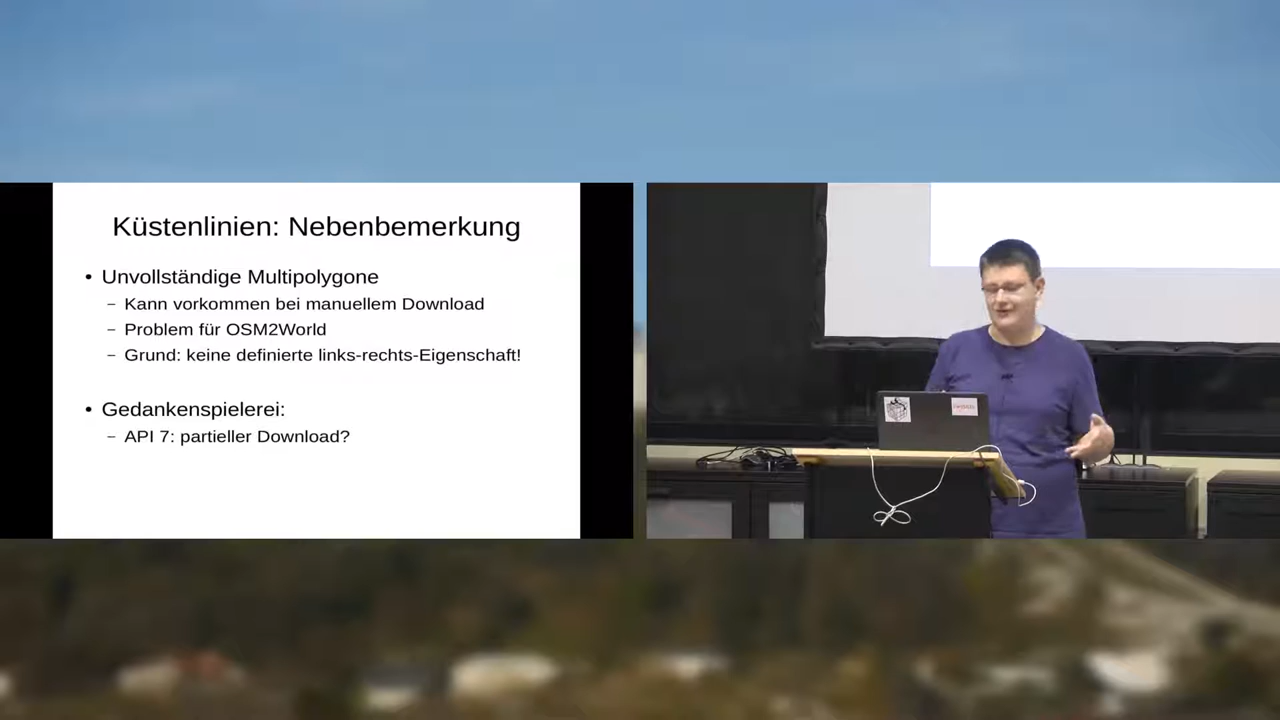 Küstenlinien: Nebenbemerkung
• Unvollständige Multipolygone
– Kann vorkommen bei manuellem Download
– Problem für OSM2World
– Grund: keine definierte links-rechts-Eigenschaft!
• Gedankenspielerei:
– API 7: partieller Download?